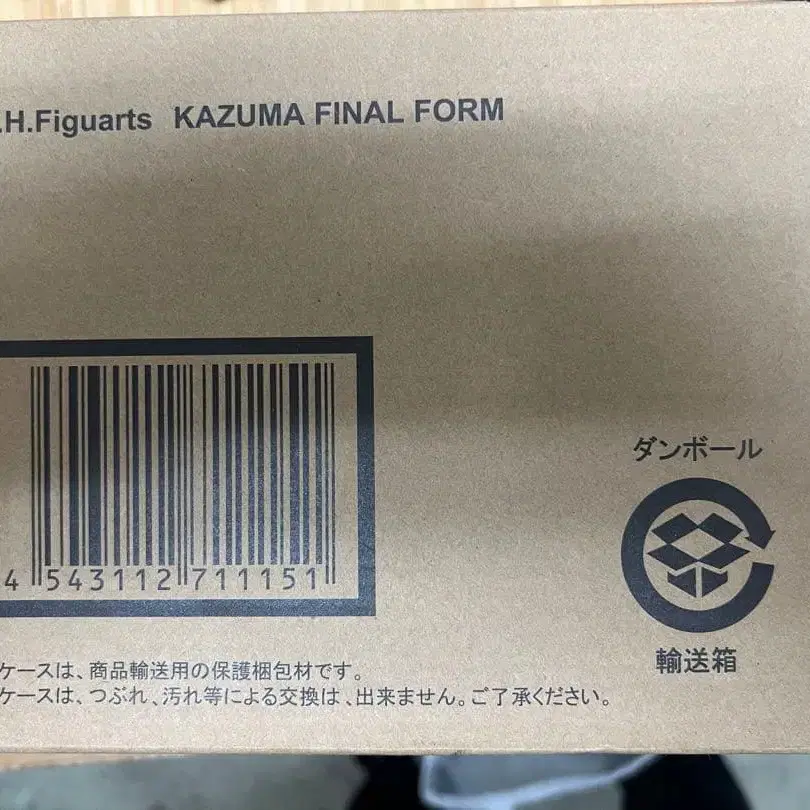 .H.Figuarts KAZUMA FINAL FORM
4 543112 711151
ダンボール
輸送箱
ケースは、商品輸送用の保護梱包材です。
ケースは、つぶれ、汚れ等による交換は、出来ません。ご了承ください。